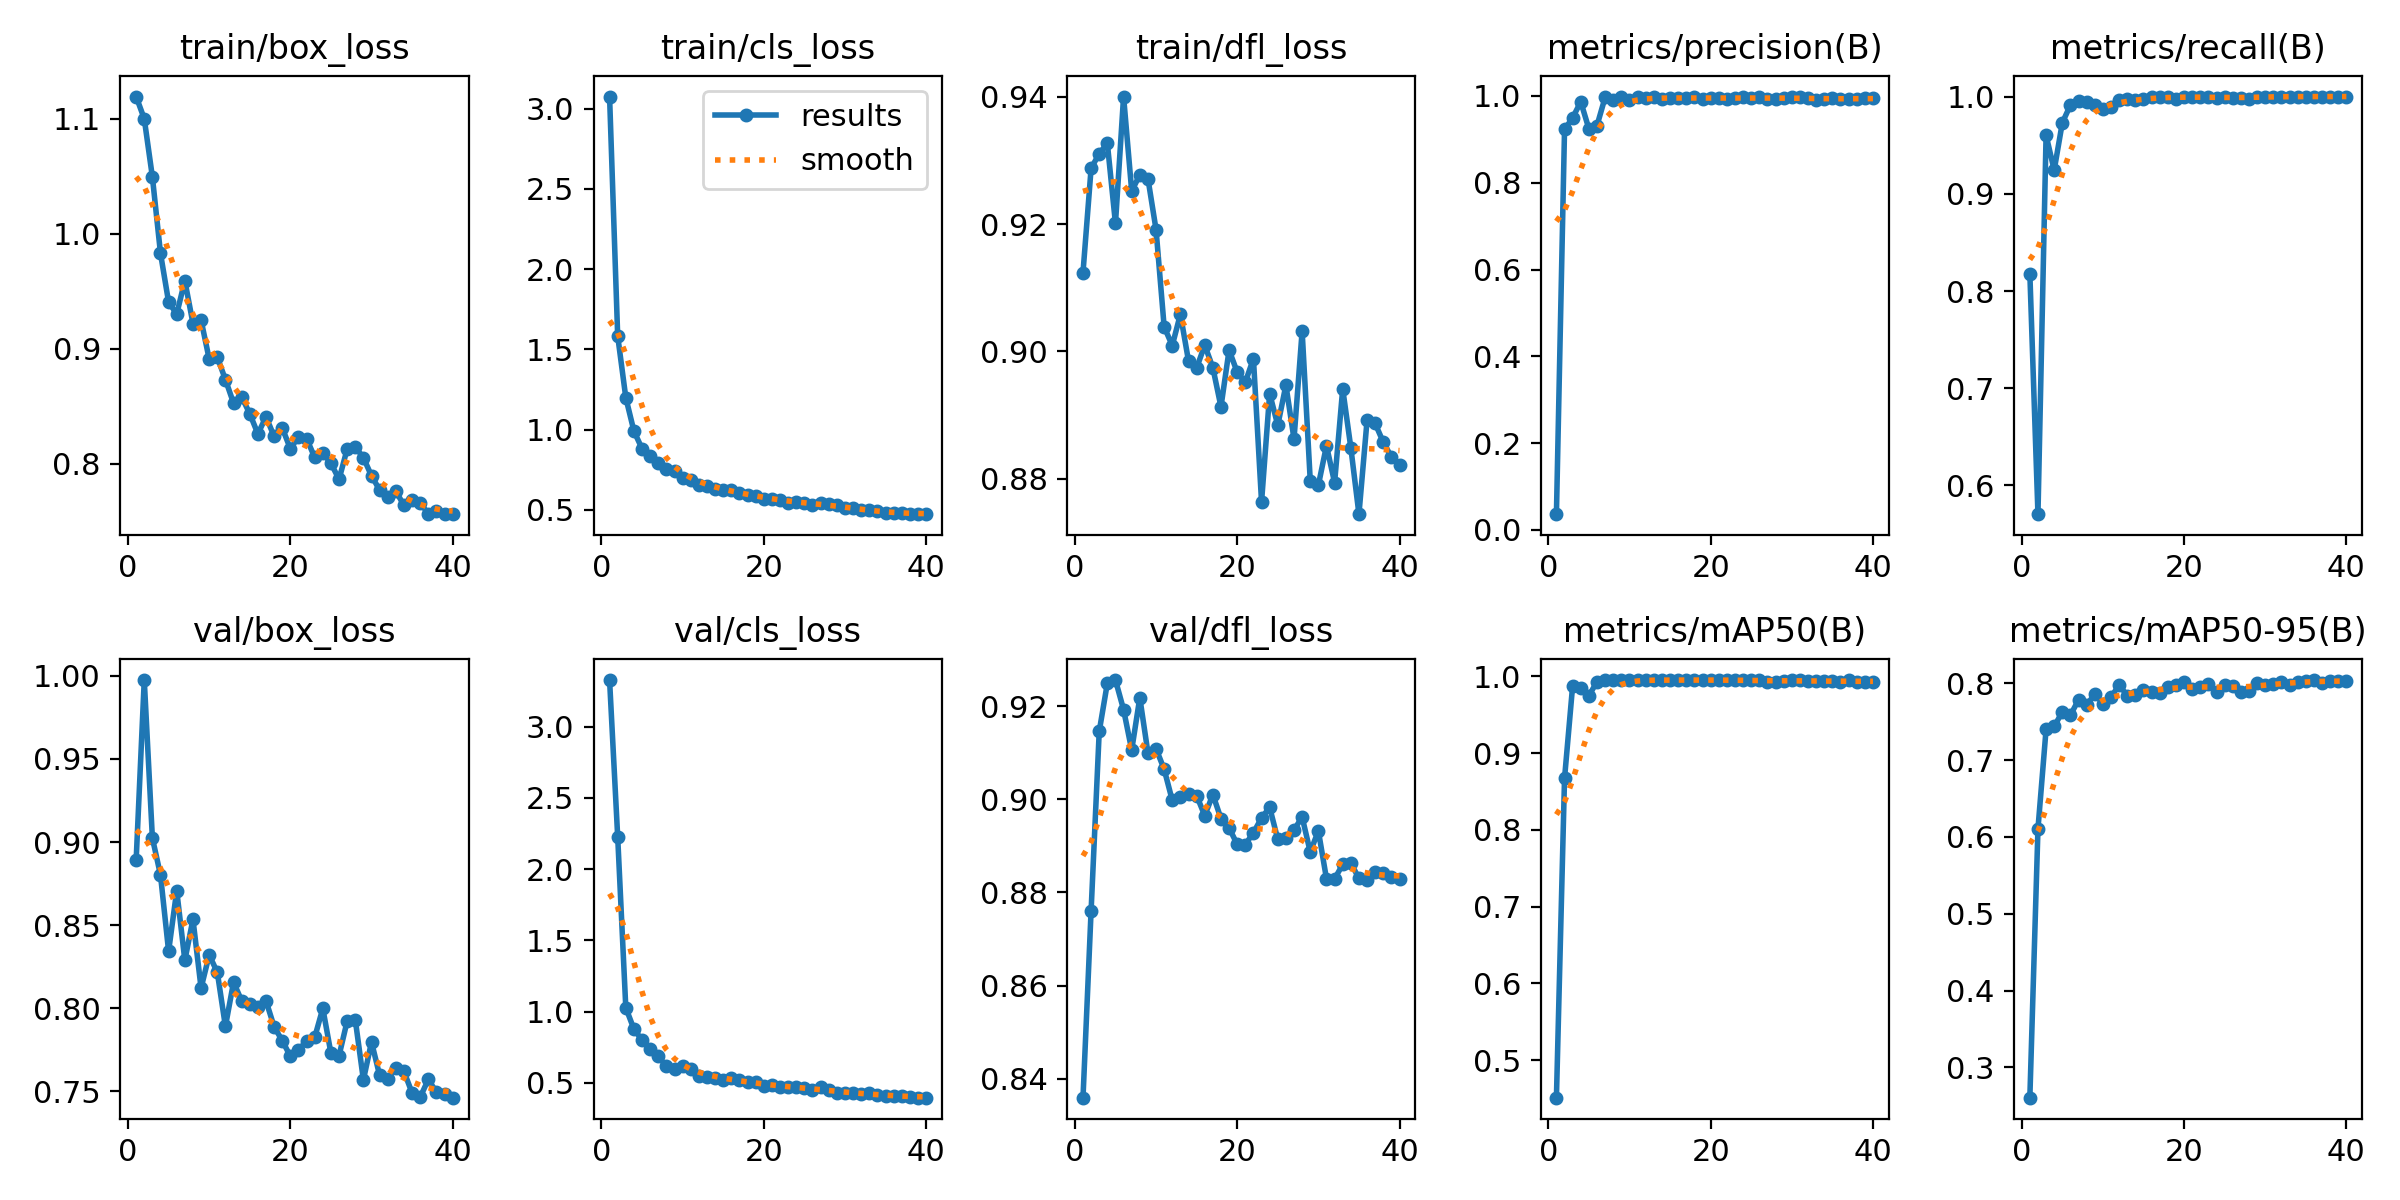 train/box_loss
train/cls_loss
train/dfl_loss
metrics/precision(B)
metrics/recall(B)
1.1
1.0
0.9
0.8
0 20 40
3.0
2.5
2.0
1.5
1.0
0.5
0 20 40
results
smooth
0.94
0.92
0.90
0.88
0 20 40
1.0
0.8
0.6
0.4
0.2
0.0
0 20 40
1.0
0.9
0.8
0.7
0.6
0 20 40
val/box_loss
val/cls_loss
val/dfl_loss
metrics/mAP50(B)
metrics/mAP50-95(B)
1.00
0.95
0.90
0.85
0.80
0.75
0 20 40
3.0
2.5
2.0
1.5
1.0
0.5
0 20 40
0.92
0.90
0.88
0.86
0.84
0 20 40
1.0
0.9
0.8
0.7
0.6
0.5
0 20 40
0.8
0.7
0.6
0.5
0.4
0.3
0 20 40